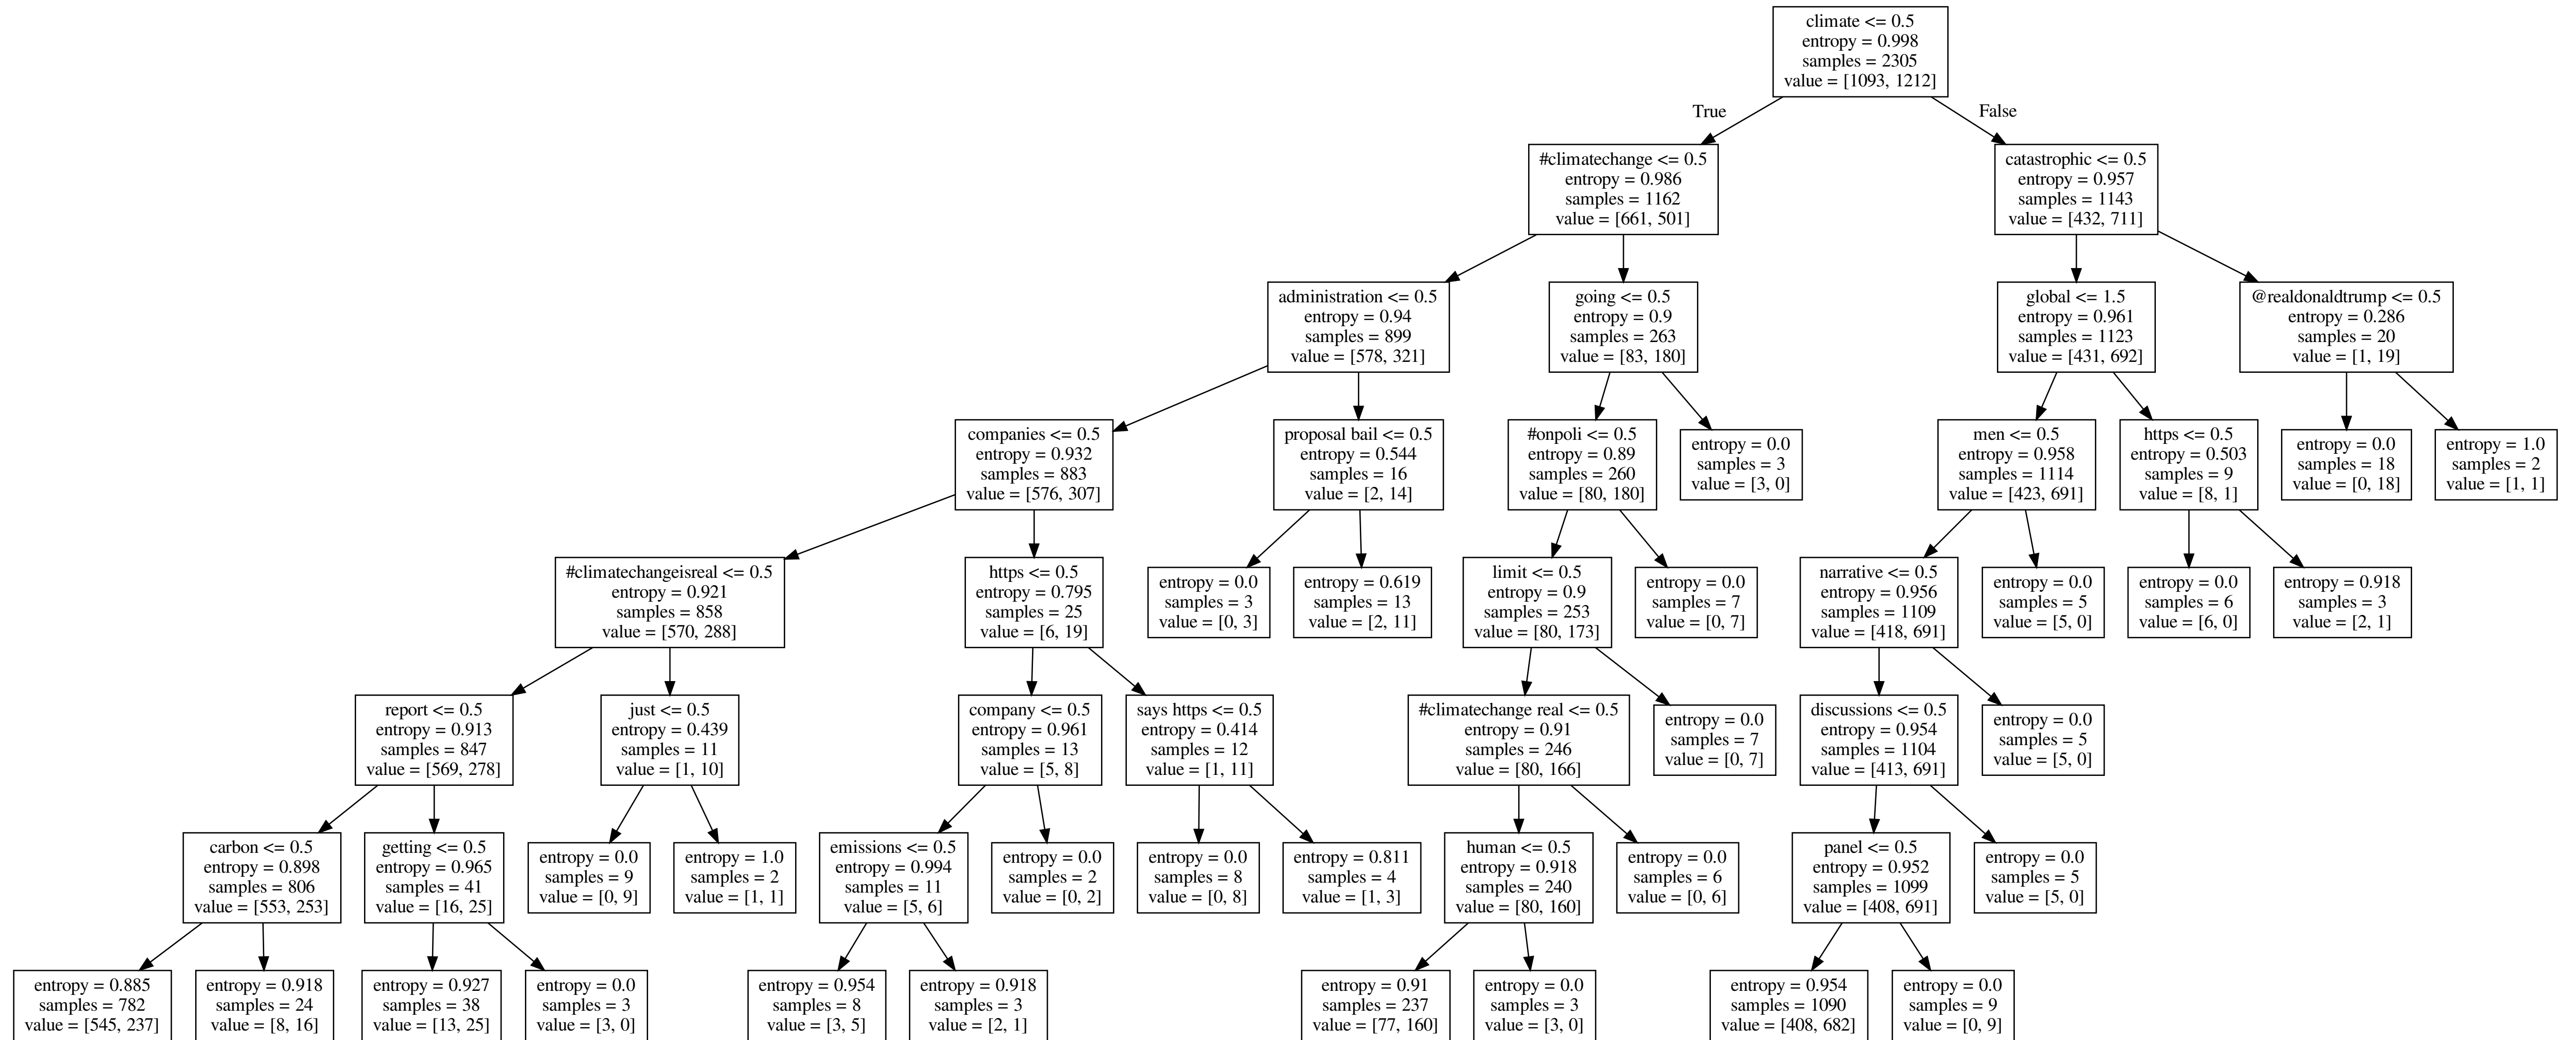 climate <= 0.5
entropy = 0.998
samples = 2305
value = [1093, 1212]
True
False
#climatechange <= 0.5
entropy = 0.986
samples = 1162
value = [661, 501]
catastrophic <= 0.5
entropy = 0.957
samples = 1143
value = [432, 711]
administration <= 0.5
entropy = 0.94
samples = 899
value = [578, 321]
going <= 0.5
entropy = 0.9
samples = 263
value = [83, 180]
global <= 1.5
entropy = 0.961
samples = 1123
value = [431, 692]
@realdonaldtrump <= 0.5
entropy = 0.286
samples = 20
value = [1, 19]
companies <= 0.5
entropy = 0.932
samples = 883
value = [576, 307]
proposal bail <= 0.5
entropy = 0.544
samples = 16
value = [2, 14]
#onpoli <= 0.5
entropy = 0.89
samples = 260
value = [80, 180]
entropy = 0.0
samples = 3
value = [3, 0]
men <= 0.5
entropy = 0.958
samples = 1114
value = [423, 691]
https <= 0.5
entropy = 0.503
samples = 9
value = [8, 1]
entropy = 0.0
samples = 18
value = [0, 18]
entropy = 1.0
samples = 2
value = [1, 1]
#climatechangeisreal <= 0.5
entropy = 0.921
samples = 858
value = [570, 288]
https <= 0.5
entropy = 0.795
samples = 25
value = [6, 19]
entropy = 0.0
samples = 3
value = [0, 3]
entropy = 0.619
samples = 13
value = [2, 11]
limit <= 0.5
entropy = 0.9
samples = 253
value = [80, 173]
entropy = 0.0
samples = 7
value = [0, 7]
narrative <= 0.5
entropy = 0.956
samples = 1109
value = [418, 691]
entropy = 0.0
samples = 5
value = [5, 0]
entropy = 0.0
samples = 6
value = [6, 0]
entropy = 0.918
samples = 3
value = [2, 1]
report <= 0.5
entropy = 0.913
samples = 847
value = [569, 278]
just <= 0.5
entropy = 0.439
samples = 11
value = [1, 10]
company <= 0.5
entropy = 0.961
samples = 13
value = [5, 8]
says https <= 0.5
entropy = 0.414
samples = 12
value = [1, 11]
#climatechange real <= 0.5
entropy = 0.91
samples = 246
value = [80, 166]
entropy = 0.0
samples = 7
value = [0, 7]
discussions <= 0.5
entropy = 0.954
samples = 1104
value = [413, 691]
entropy = 0.0
samples = 5
value = [5, 0]
carbon <= 0.5
entropy = 0.898
samples = 806
value = [553, 253]
getting <= 0.5
entropy = 0.965
samples = 41
value = [16, 25]
entropy = 0.0
samples = 9
value = [0, 9]
entropy = 1.0
samples = 2
value = [1, 1]
emissions <= 0.5
entropy = 0.994
samples = 11
value = [5, 6]
entropy = 0.0
samples = 2
value = [0, 2]
entropy = 0.0
samples = 8
value = [0, 8]
entropy = 0.811
samples = 4
value = [1, 3]
human <= 0.5
entropy = 0.918
samples = 240
value = [80, 160]
entropy = 0.0
samples = 6
value = [0, 6]
panel <= 0.5
entropy = 0.952
samples = 1099
value = [408, 691]
entropy = 0.0
samples = 5
value = [5, 0]
entropy = 0.885
samples = 782
value = [545, 237]
entropy = 0.918
samples = 24
value = [8, 16]
entropy = 0.927
samples = 38
value = [13, 25]
entropy = 0.0
samples = 3
value = [3, 0]
entropy = 0.954
samples = 8
value = [3, 5]
entropy = 0.918
samples = 3
value = [2, 1]
entropy = 0.91
samples = 237
value = [77, 160]
entropy = 0.0
samples = 3
value = [3, 0]
entropy = 0.954
samples = 1090
value = [408, 682]
entropy = 0.0
samples = 9
value = [0, 9]